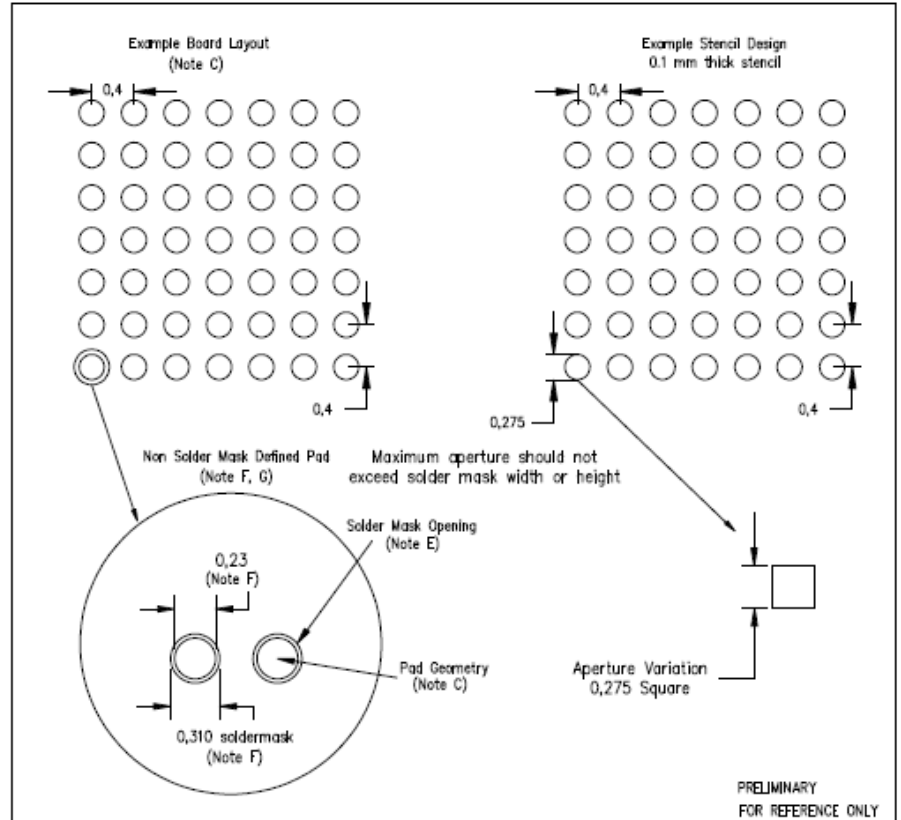 Example Board Layout
(Note C)
0,4
0,4
Example Stencil Design
0.1 mm thick stencil
0,4
0,275
0,4
Non Solder Mask Defined Pad
(Note F, G)
Maximum aperture should not
exceed solder mask width or height
Solder Mask Opening
(Note E)
0,23
(Note F)
Pad Geometry
(Note C)
0,310 soldermask
(Note F)
Aperture Variation
0,275 Square
PRELIMINARY
FOR REFERENCE ONLY